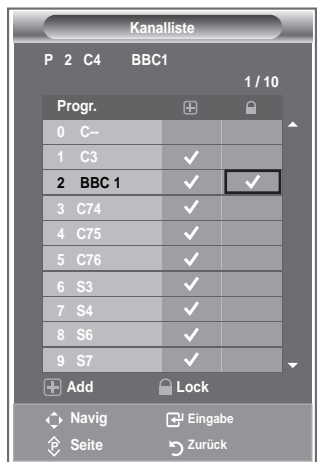 Kanalliste
P 2 C4 BBC1
1 / 10
Progr.
0 C--
1 C3
2 BBC 1
3 C74
4 C75
5 C76
6 S3
7 S4
8 S6
9 S7
Add Lock
Navig Eingabe
P Seite Zurück